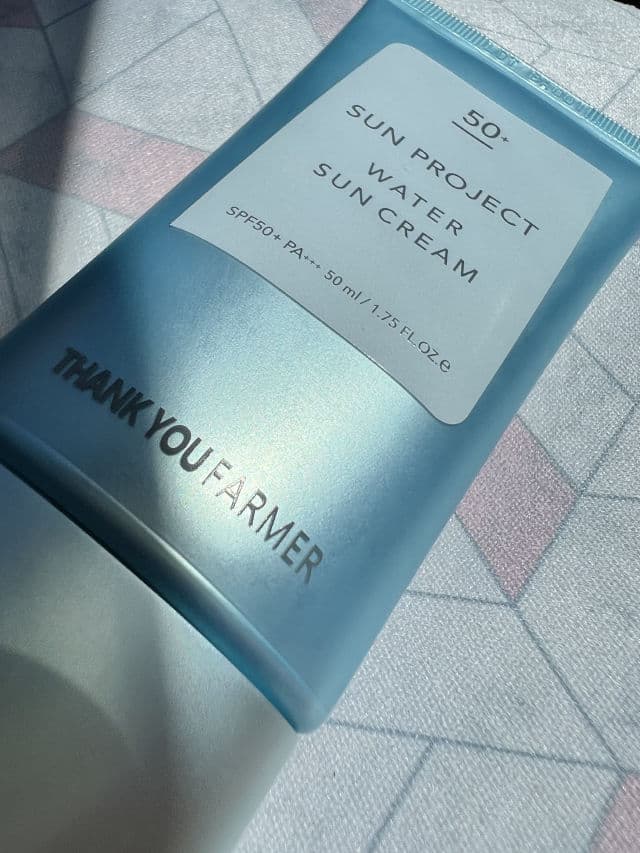 50+
SUN PROJECT
WATER
SUN CREAM
SPF50+ PA+++ 50 ml / 1.75 FL.OZ.e
THANK YOU FARMER